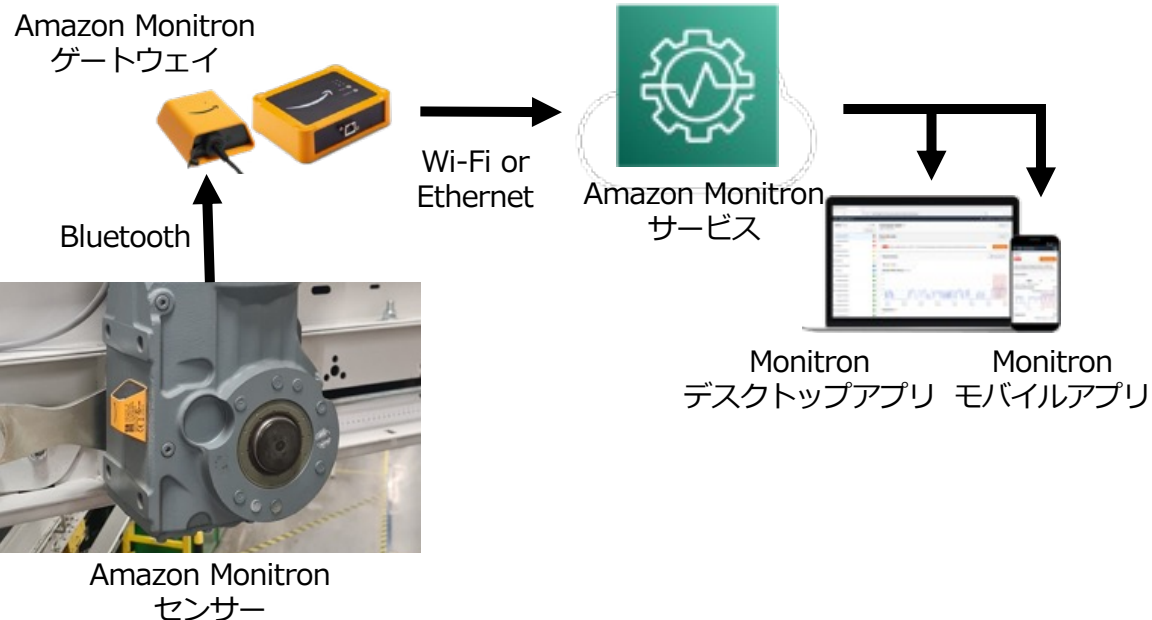 Amazon Monitron
ゲートウェイ
Wi-Fi or
Ethernet
Amazon Monitron
サービス
Bluetooth
Monitron
デスクトップアプリ
Monitron
モバイルアプリ
Amazon Monitron
センサー